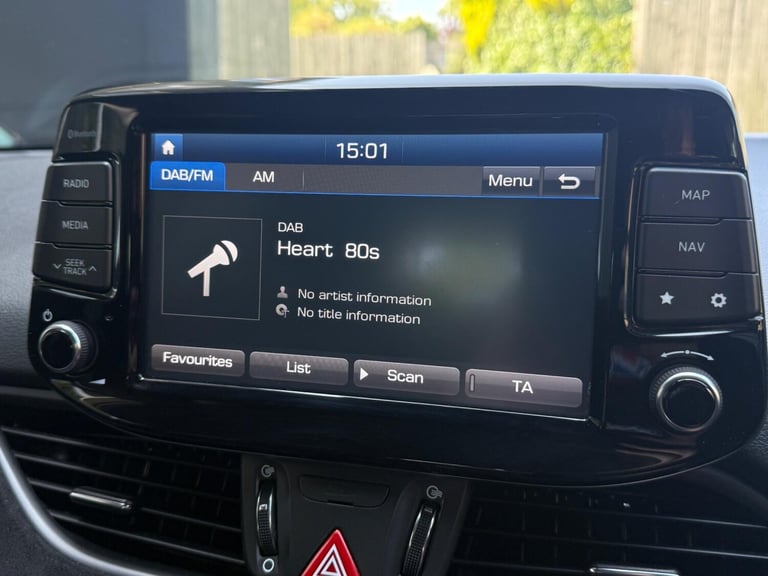 Bluetooth
RADIO
MEDIA
SEEK
TRACK
15:01
DAB/FM
AM
Menu
DAB
Heart 80s
No artist information
No title information
Favourites
List
Scan
TA
MAP
NAV